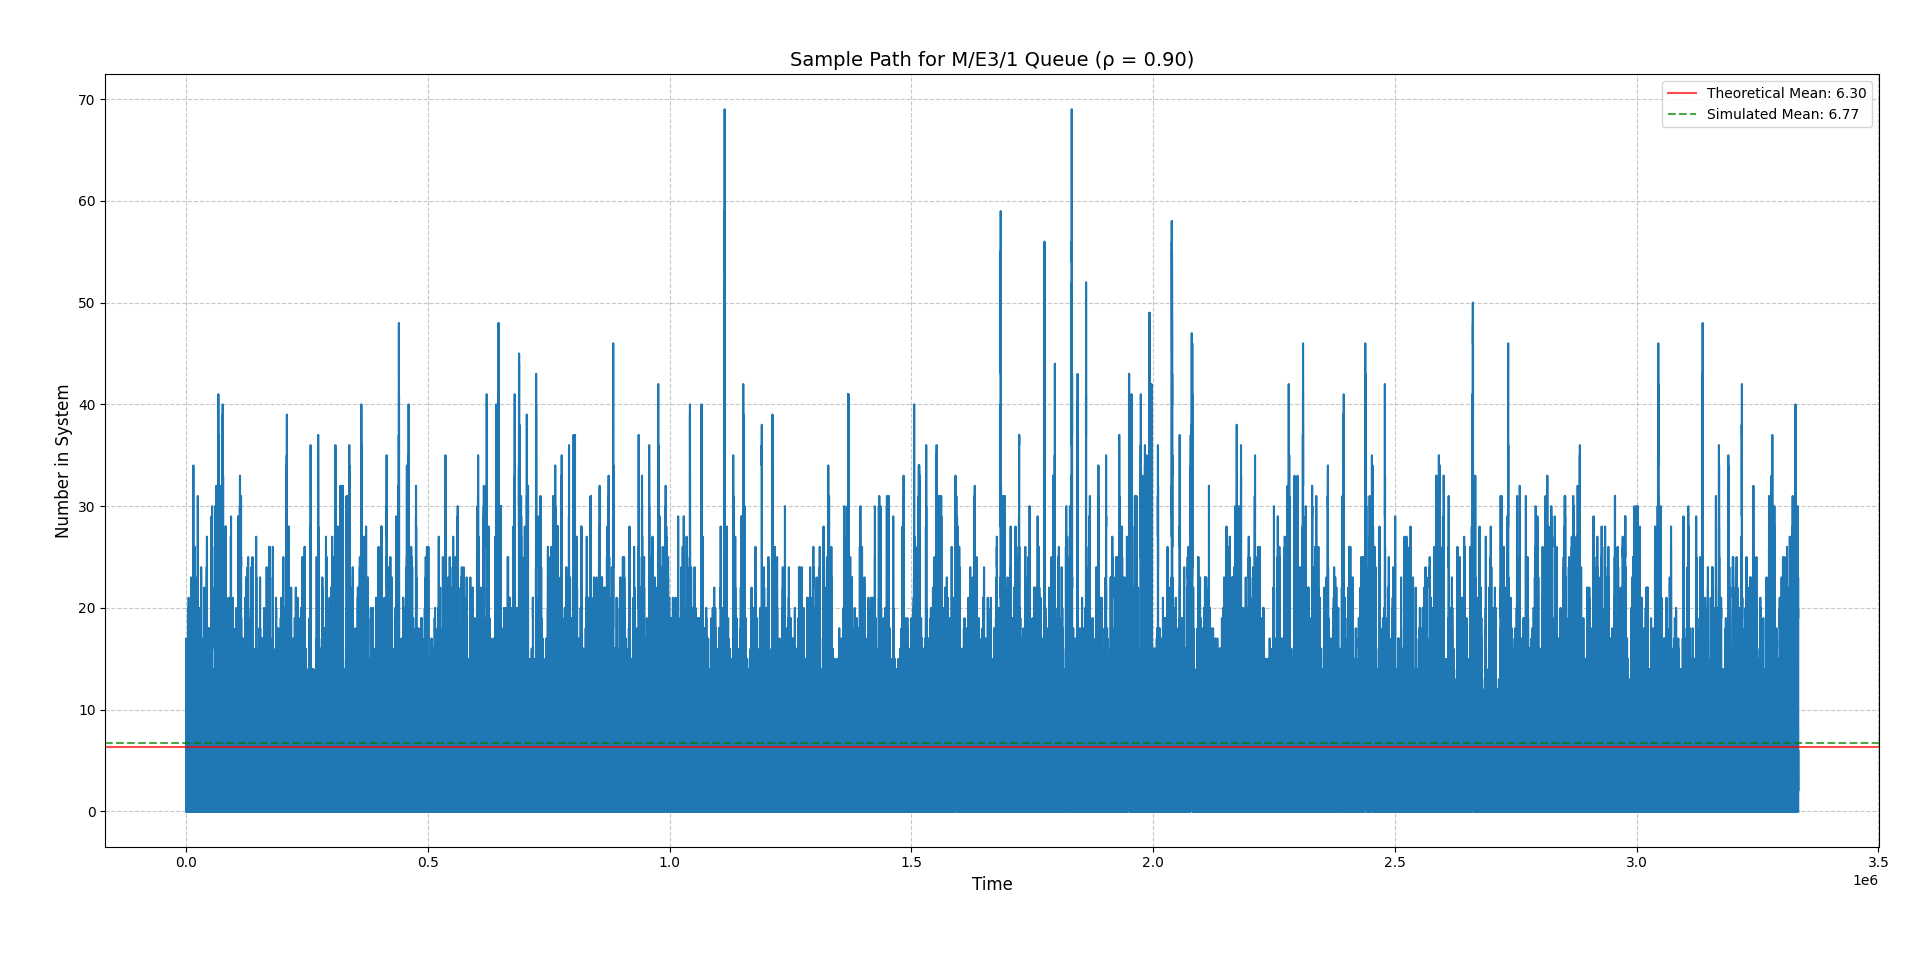 Sample Path for M/E3/1 Queue (ρ = 0.90)
Theoretical Mean: 6.30
Simulated Mean: 6.77
Number in System
70
60
50
40
30
20
10
0
0.0 0.5 1.0 1.5 2.0 2.5 3.0 3.5
1e6
Time